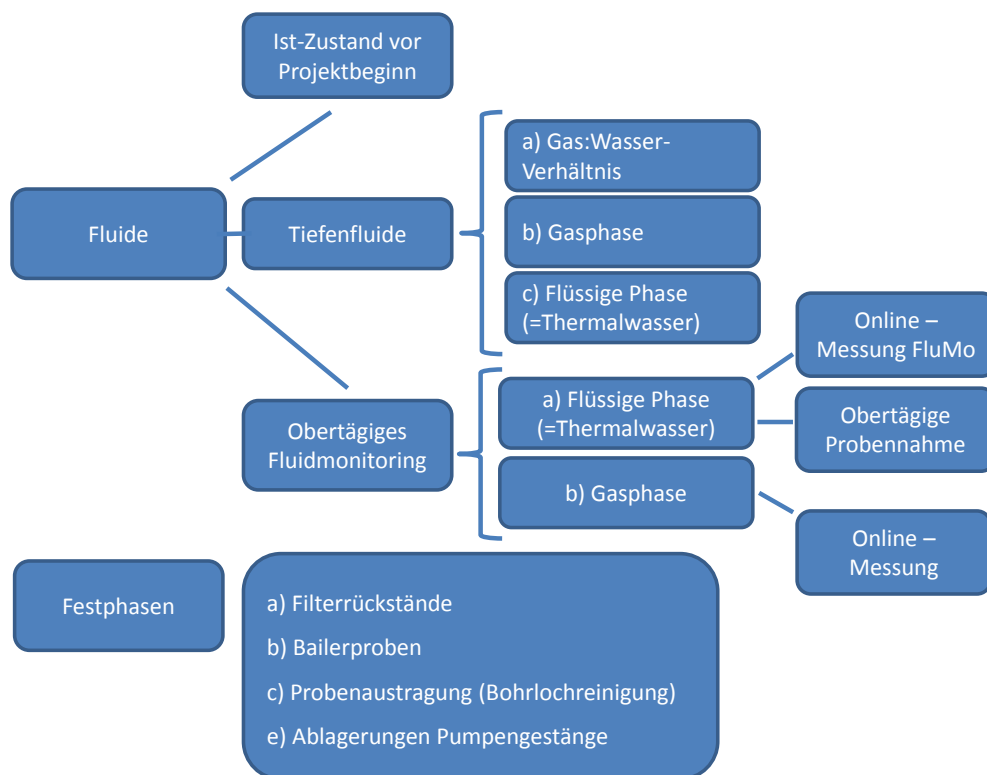 Ist-Zustand vor
Projektbeginn
Fluide
Tiefenfluide
a) Gas:Wasser-
Verhältnis
b) Gasphase
c) Flüssige Phase
(=Thermalwasser)
Obertägiges
Fluidmonitoring
a) Flüssige Phase
(=Thermalwasser)
b) Gasphase
Online –
Messung FluMo
Obertägige
Probennahme
Online –
Messung
Festphasen
a) Filterrückstände
b) Bailerproben
c) Probenaustragung (Bohrlochreinigung)
e) Ablagerungen Pumpengestänge